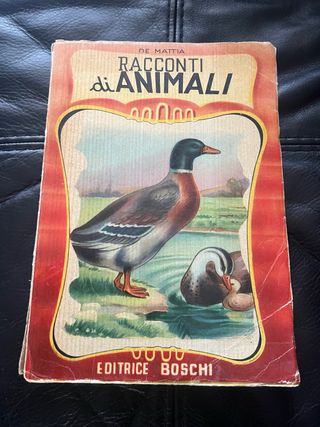 DE MATTIA
RACCONTI
di ANIMALI
EDITRICE BOSCHI